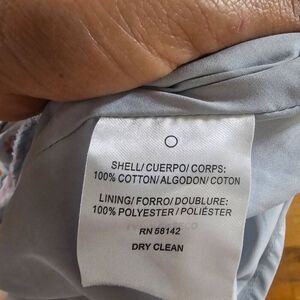 SHELL/ CUERPO/ CORPS:
100% COTTON/ ALGODON/ COTON
LINING/ FORRO/ DOUBLURE:
100% POLYESTER / POLIÉSTER
RN 58142
DRY CLEAN